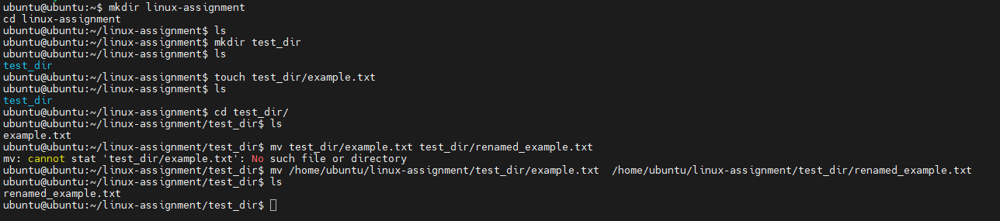 ubuntu@ubuntu:~$ mkdir linux-assignment
cd linux-assignment
ubuntu@ubuntu:~/linux-assignment$ ls
ubuntu@ubuntu:~/linux-assignment$ mkdir test_dir
ubuntu@ubuntu:~/linux-assignment$ ls
test_dir
ubuntu@ubuntu:~/linux-assignment$ touch test_dir/example.txt
ubuntu@ubuntu:~/linux-assignment$ ls
test_dir
ubuntu@ubuntu:~/linux-assignment$ cd test_dir/
ubuntu@ubuntu:~/linux-assignment/test_dir$ ls
example.txt
ubuntu@ubuntu:~/linux-assignment/test_dir$ mv test_dir/example.txt test_dir/renamed_example.txt
mv: cannot stat 'test_dir/example.txt': No such file or directory
ubuntu@ubuntu:~/linux-assignment/test_dir$ mv /home/ubuntu/linux-assignment/test_dir/example.txt  /home/ubuntu/linux-assignment/test_dir/renamed_example.txt
ubuntu@ubuntu:~/linux-assignment/test_dir$ ls
renamed_example.txt
ubuntu@ubuntu:~/linux-assignment/test_dir$